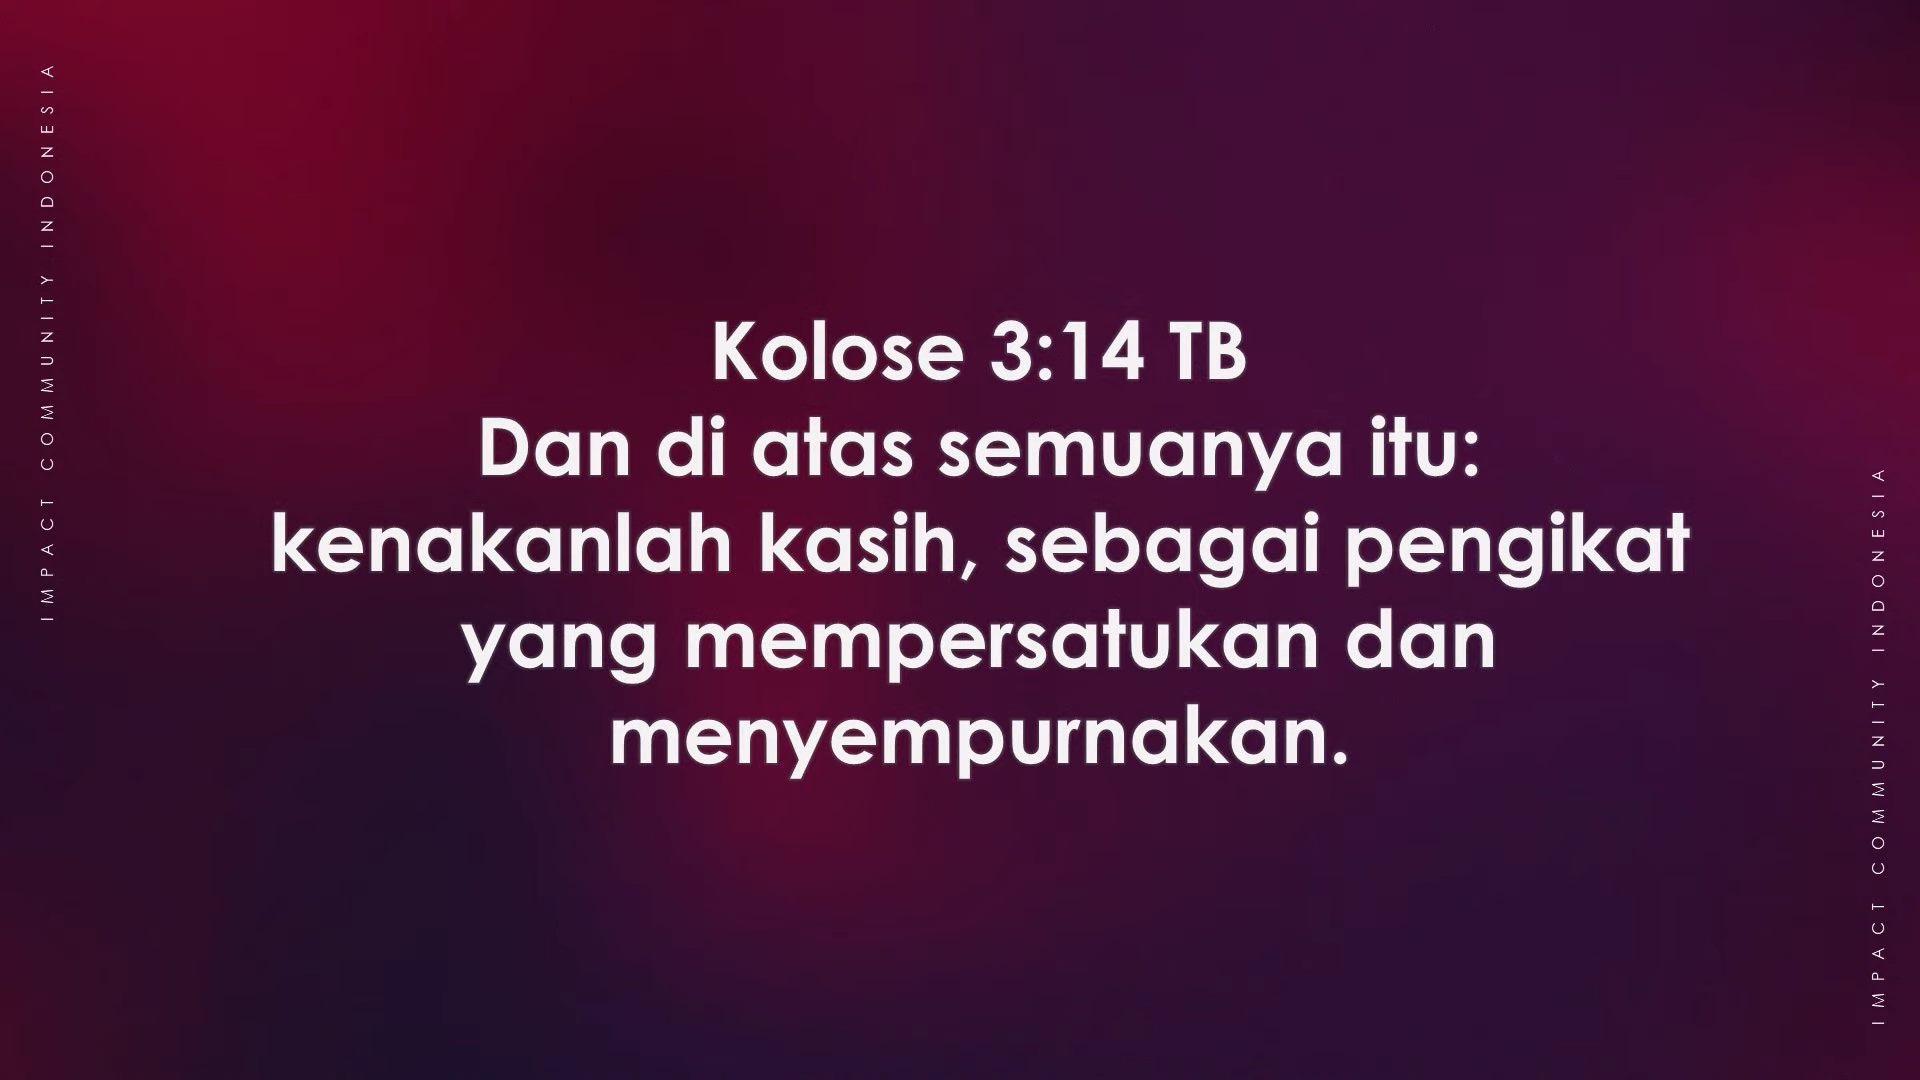 IMPACT COMMUNITY INDONESIA
Kolose 3:14 TB
Dan di atas semuanya itu:
kenakanlah kasih, sebagai pengikat
yang mempersatukan dan
menyempurnakan.
IMPACT COMMUNITY INDONESIA